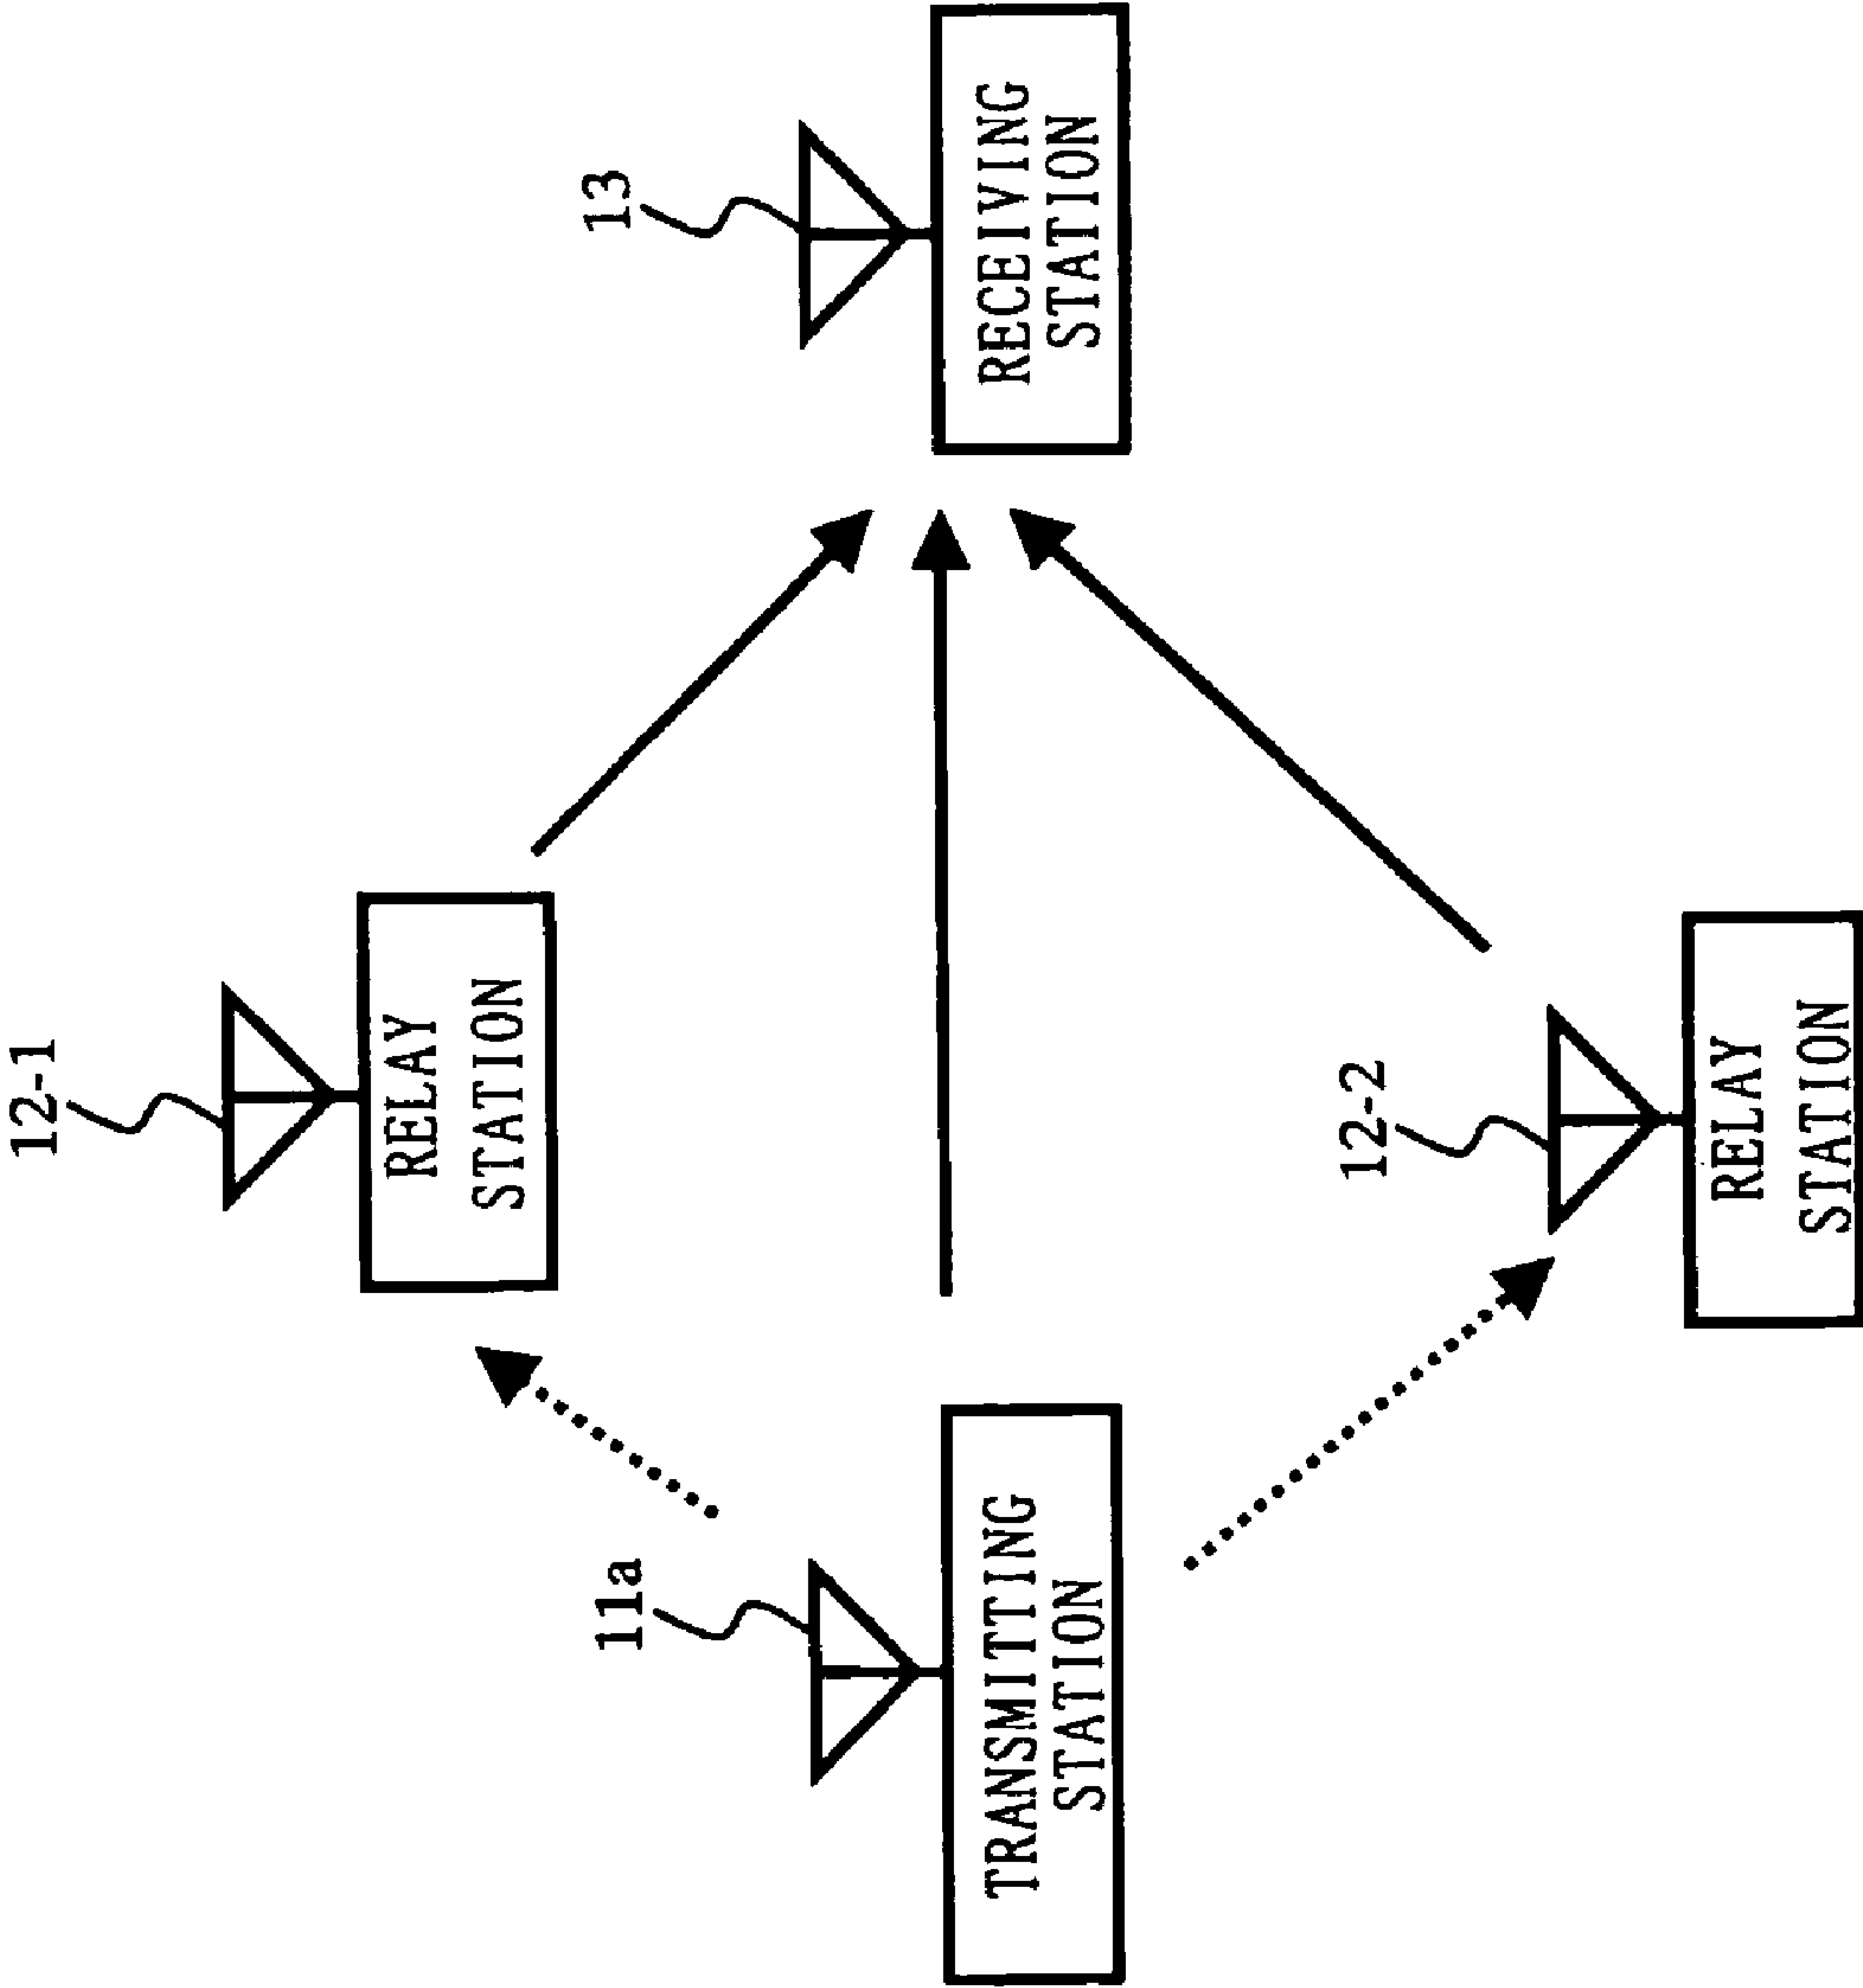 12-1
RELAY
STATION
11a
TRANSMITTING
STATION
13
RECEIVING
STATION
12-2
RELAY
STATION